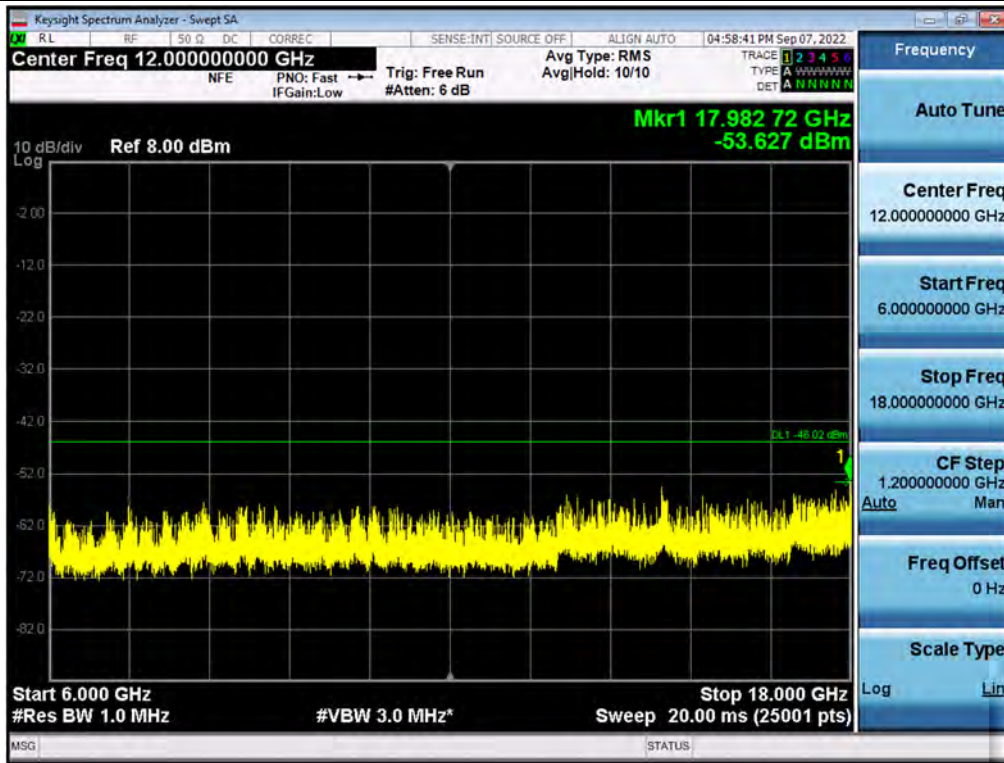 Keysight Spectrum Analyzer - Swept SA
LXI RL RF 50 Ω DC CORREC SENSE:INT SOURCE OFF ALIGN AUTO 04:58:41 PM Sep 07, 2022
Center Freq 12.000000000 GHz
NFE
PNO: Fast
IFGain:Low
Trig: Free Run
#Atten: 6 dB
Avg Type: RMS
Avg|Hold: 10/10
TRACE 1 2 3 4 5 6
TYPE A WWWWW
DET A N N N N N
Mkr1 17.982 72 GHz
-53.627 dBm
10 dB/div Ref 8.00 dBm
Log
-2.00
-12.0
-22.0
-32.0
-42.0
DL1 -46.02 dBm
1
-52.0
-62.0
-72.0
-82.0
Start 6.000 GHz Stop 18.000 GHz
#Res BW 1.0 MHz #VBW 3.0 MHz* Sweep 20.00 ms (25001 pts)
MSG STATUS
Frequency
Auto Tune
Center Freq
12.000000000 GHz
Start Freq
6.000000000 GHz
Stop Freq
18.000000000 GHz
CF Step
1.200000000 GHz
Auto Man
Freq Offset
0 Hz
Scale Type
Log Lin